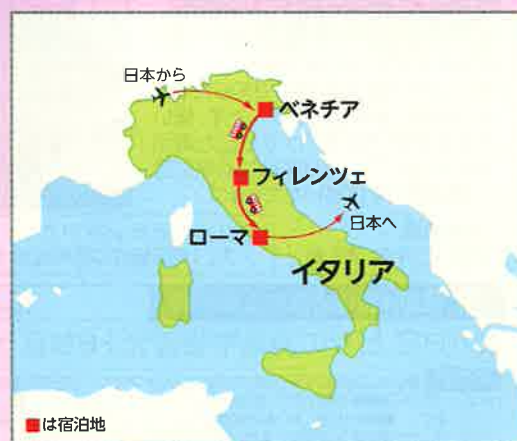 日本から
ベネチア
フィレンツェ
日本へ
ローマ
イタリア
■は宿泊地